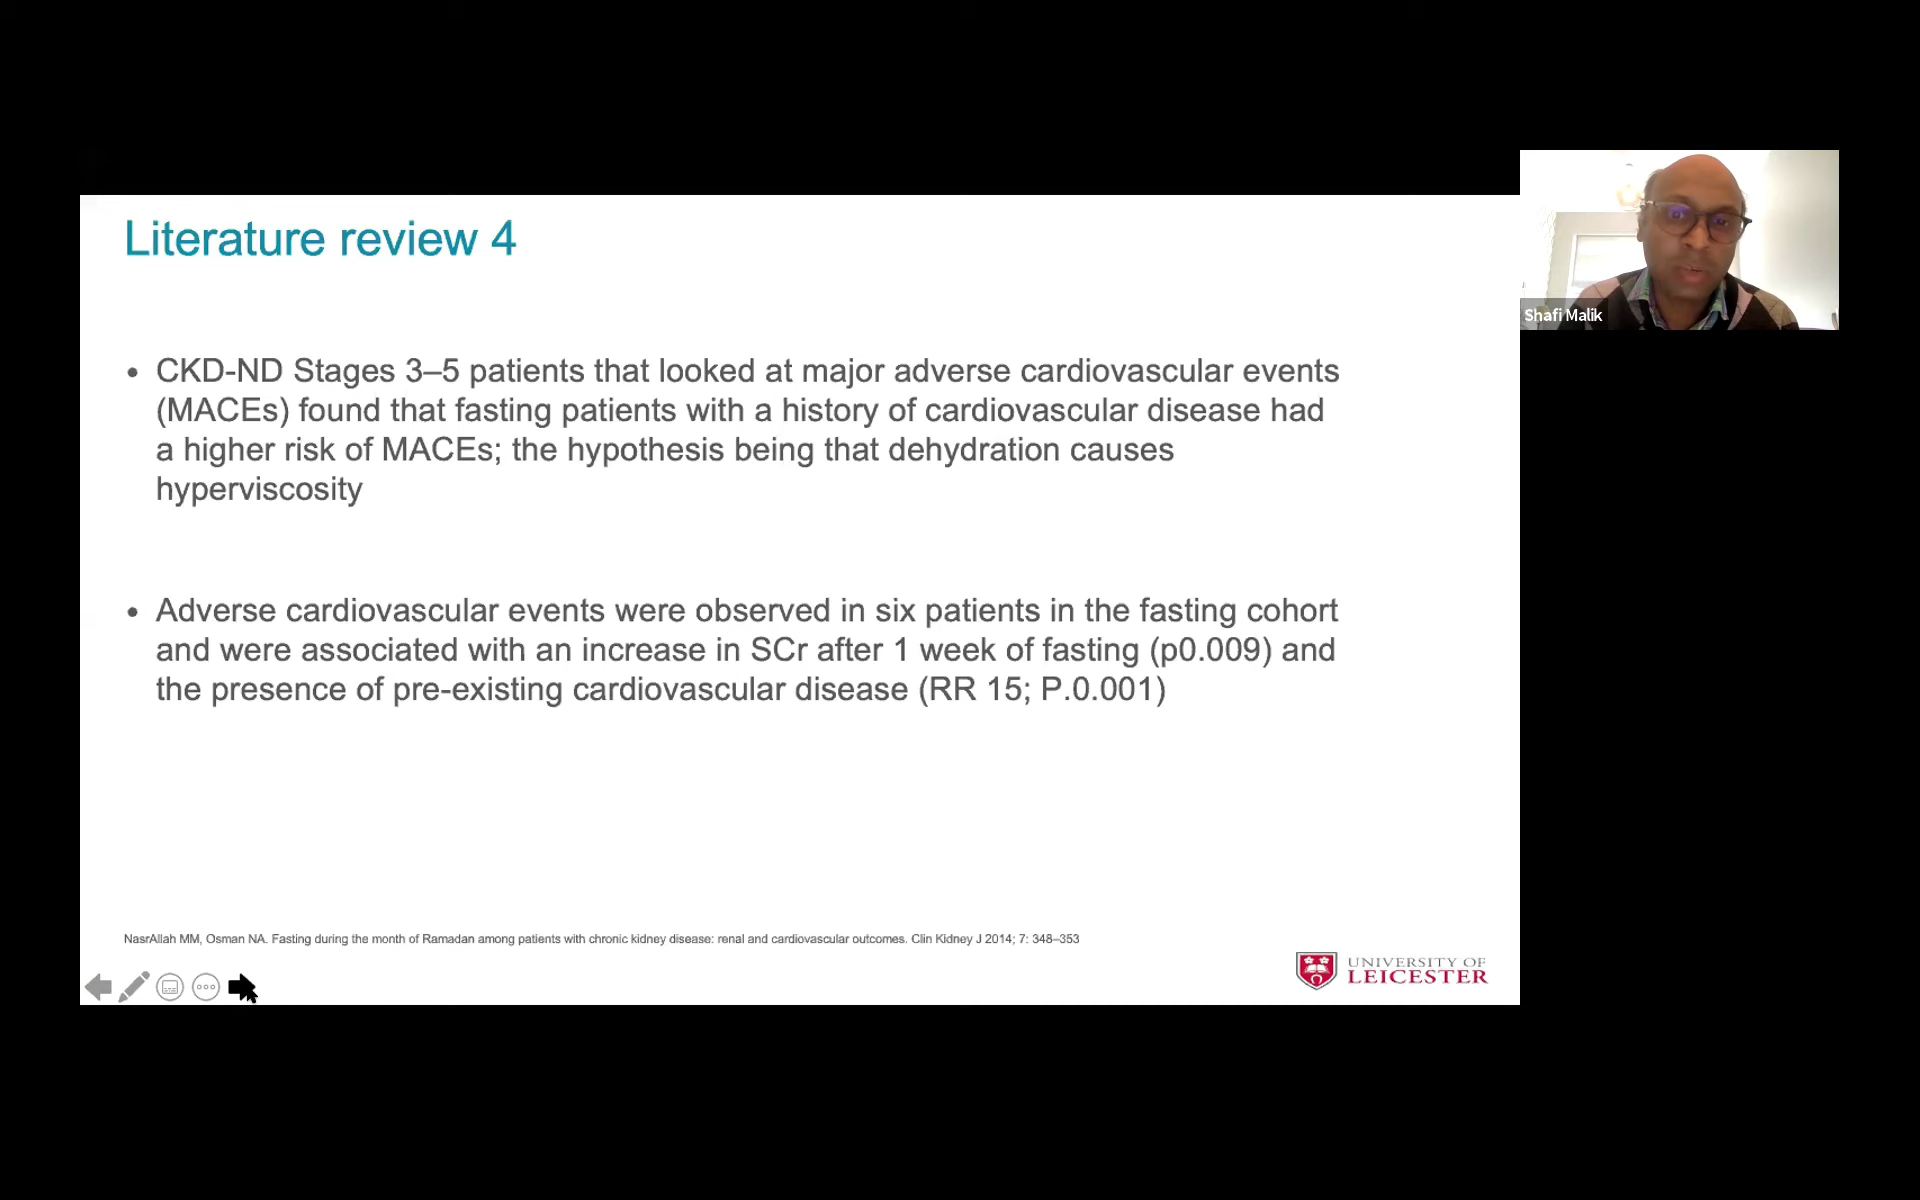 Literature review 4
Shafi Malik
• CKD-ND Stages 3–5 patients that looked at major adverse cardiovascular events
(MACEs) found that fasting patients with a history of cardiovascular disease had
a higher risk of MACEs; the hypothesis being that dehydration causes
hyperviscosity
• Adverse cardiovascular events were observed in six patients in the fasting cohort
and were associated with an increase in SCr after 1 week of fasting (p0.009) and
the presence of pre-existing cardiovascular disease (RR 15; P.0.001)
NasrAllah MM, Osman NA. Fasting during the month of Ramadan among patients with chronic kidney disease: renal and cardiovascular outcomes. Clin Kidney J 2014; 7: 348–353
UNIVERSITY OF
LEICESTER